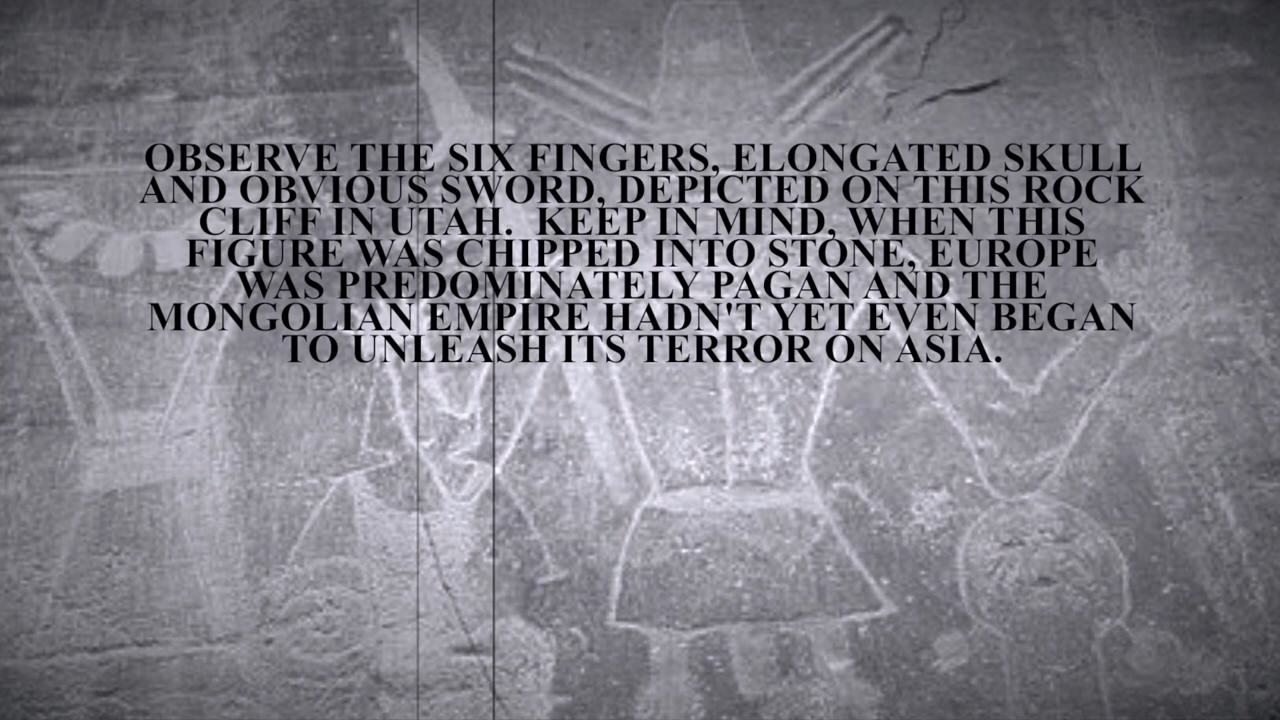 OBSERVE THE SIX FINGERS, ELONGATED SKULL
AND OBVIOUS SWORD, DEPICTED ON THIS ROCK
CLIFF IN UTAH.  KEEP IN MIND, WHEN THIS
FIGURE WAS CHIPPED INTO STONE, EUROPE
WAS PREDOMINATELY PAGAN AND THE
MONGOLIAN EMPIRE HADN'T YET EVEN BEGAN
TO UNLEASH ITS TERROR ON ASIA.